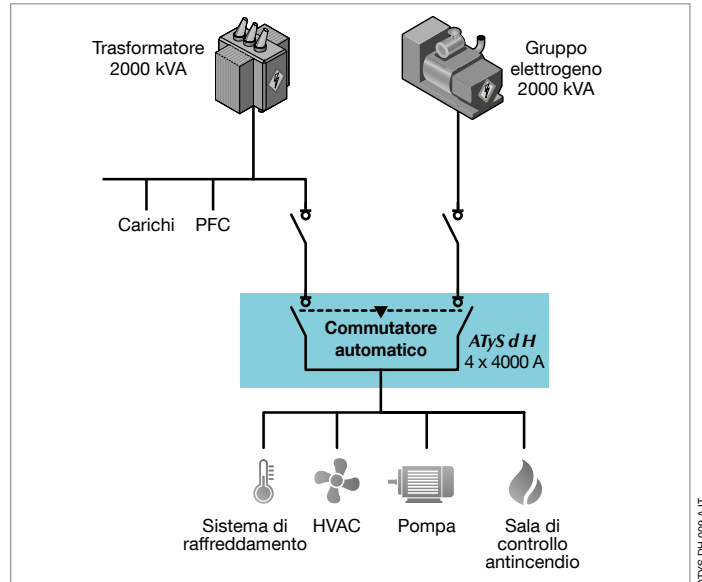 Trasformatore
2000 kVA
Gruppo
elettrogeno
2000 kVA
Carichi
PFC
Commutatore
automatico
ATyS d H
4 x 4000 A
Sistema di
raffreddamento
HVAC
Pompa
Sala di
controllo
antincendio